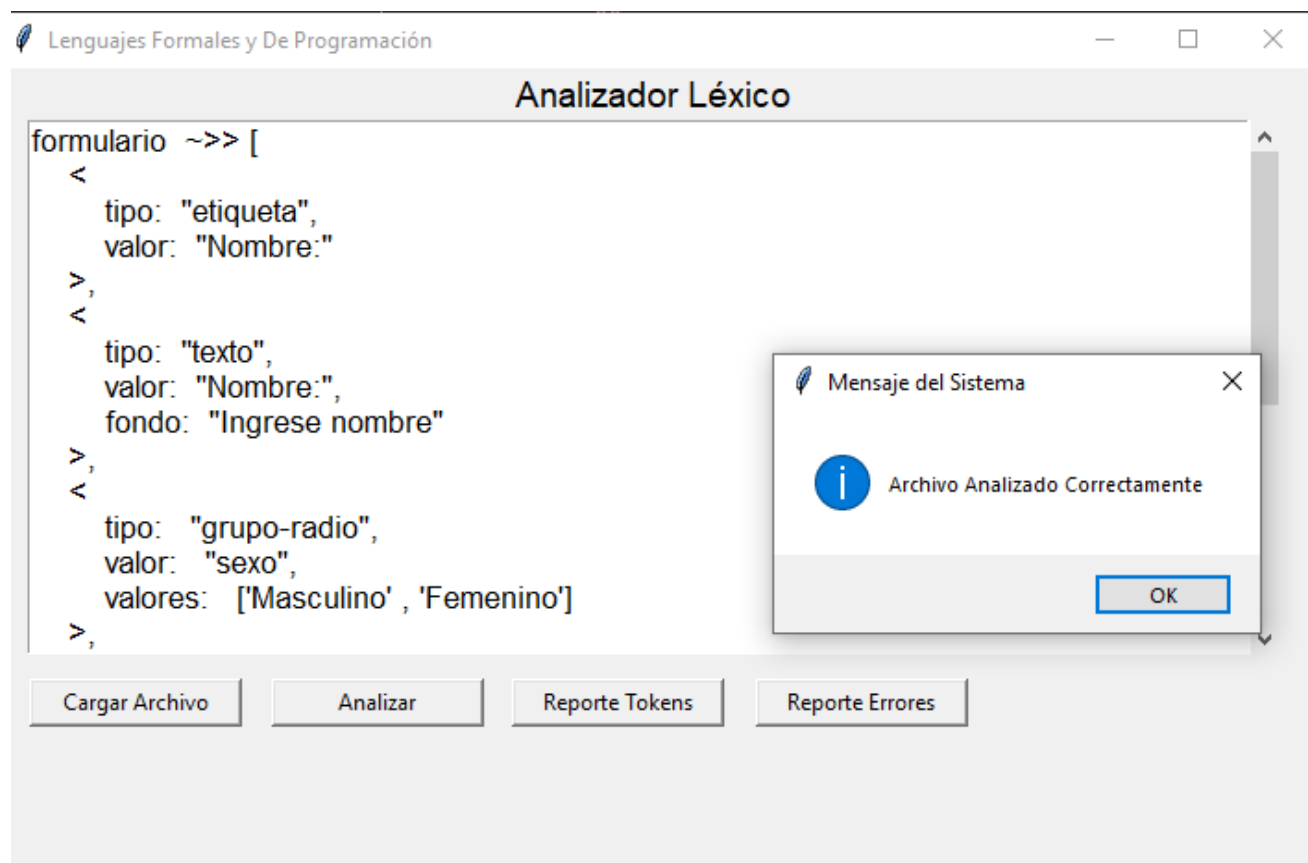 Lenguajes Formales y De Programación
Analizador Léxico
formulario ~>> [
<
tipo: "etiqueta",
valor: "Nombre:"
>,
<
tipo: "texto",
valor: "Nombre:",
fondo: "Ingrese nombre"
>,
<
tipo: "grupo-radio",
valor: "sexo",
valores: ['Masculino' , 'Femenino']
>,
Mensaje del Sistema
Archivo Analizado Correctamente
OK
Cargar Archivo Analizar Reporte Tokens Reporte Errores